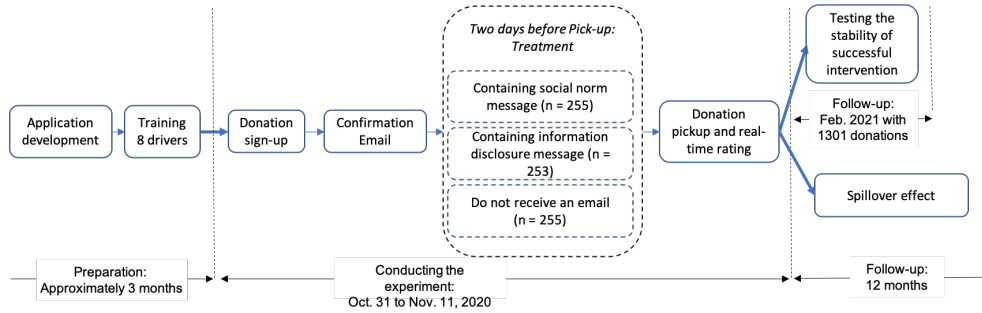 Application
development
Training
8 drivers
Donation
sign-up
Confirmation
Email
Two days before Pick-up:
Treatment
Containing social norm
message (n = 255)
Containing information
disclosure message (n =
253)
Do not receive an email
(n = 255)
Donation
pickup and real-
time rating
Testing the
stability of
successful
intervention
Follow-up:
Feb. 2021 with
1301 donations
Spillover effect
Preparation:
Approximately 3 months
Conducting the
experiment:
Oct. 31 to Nov. 11, 2020
Follow-up:
12 months